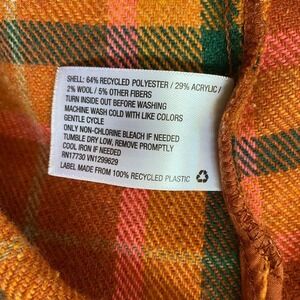 SHELL: 64% RECYCLED POLYESTER / 29% ACRYLIC /
2% WOOL / 5% OTHER FIBERS
TURN INSIDE OUT BEFORE WASHING
MACHINE WASH COLD WITH LIKE COLORS
GENTLE CYCLE
ONLY NON-CHLORINE BLEACH IF NEEDED
TUMBLE DRY LOW, REMOVE PROMPTLY
COOL IRON IF NEEDED
RN17730 VN1299629
LABEL MADE FROM 100% RECYCLED PLASTIC